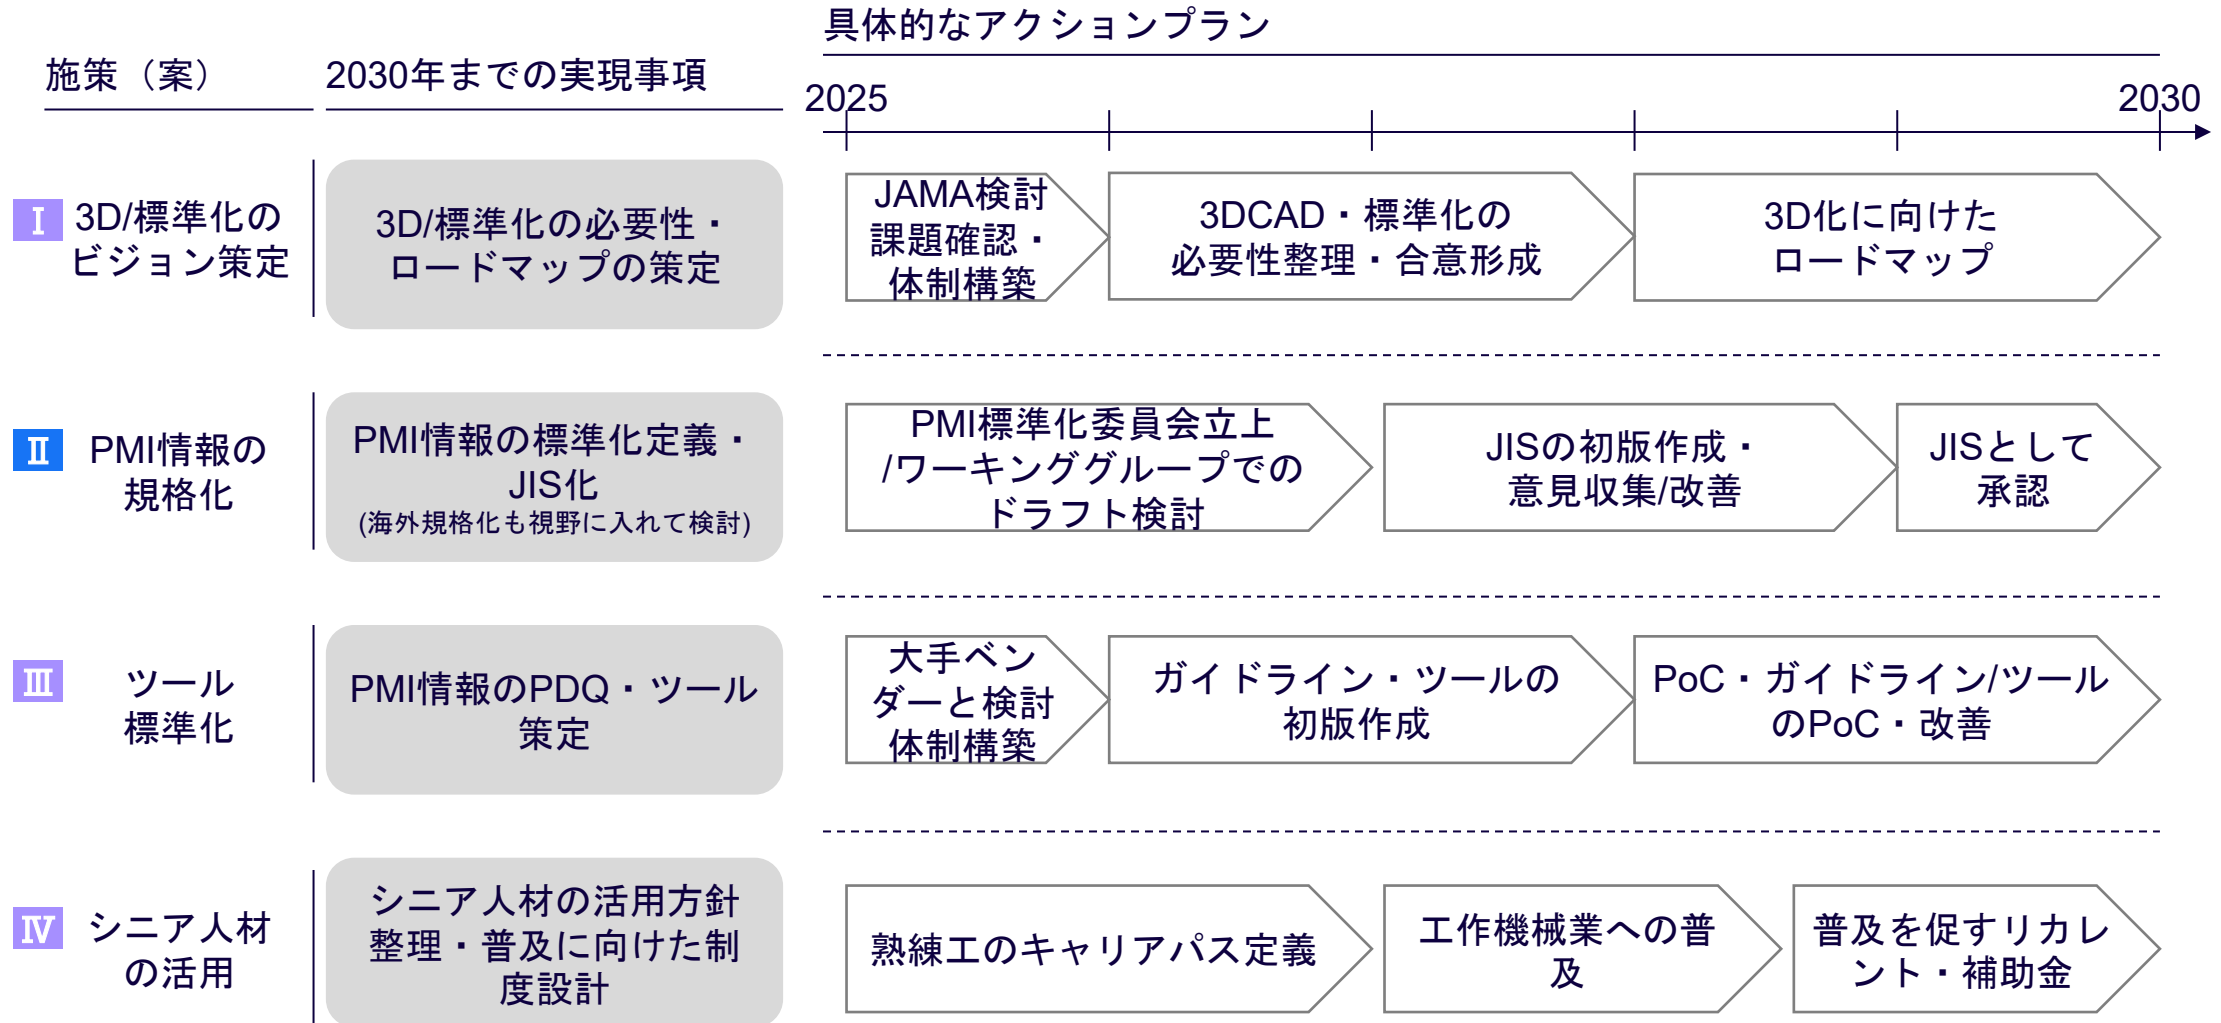 具体的なアクションプラン
施策（案）
2030年までの実現事項
2025
2030
Ⅰ
3D/標準化の
ビジョン策定
3D/標準化の必要性・
ロードマップの策定
JAMA検討
課題確認・
体制構築
3DCAD・標準化の
必要性整理・合意形成
3D化に向けた
ロードマップ
Ⅱ
PMI情報の
規格化
PMI情報の標準化定義・
JIS化
(海外規格化も視野に入れて検討)
PMI標準化委員会立上
/ワーキンググループでの
ドラフト検討
JISの初版作成・
意見収集/改善
JISとして
承認
Ⅲ
ツール
標準化
PMI情報のPDQ・ツール
策定
大手ベン
ダーと検討
体制構築
ガイドライン・ツールの
初版作成
PoC・ガイドライン/ツール
のPoC・改善
Ⅳ
シニア人材
の活用
シニア人材の活用方針
整理・普及に向けた制
度設計
熟練工のキャリアパス定義
工作機械業への普
及
普及を促すリカレ
ント・補助金